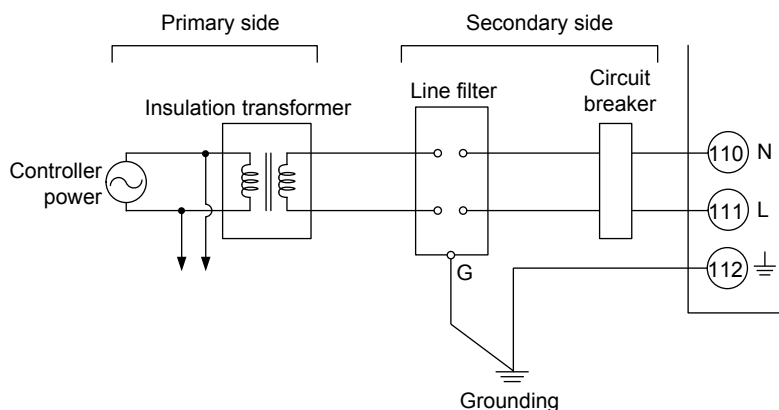 Primary side
Secondary side
Insulation transformer
Line filter
Circuit
breaker
Controller
power
110 N
111 L
112
G
Grounding